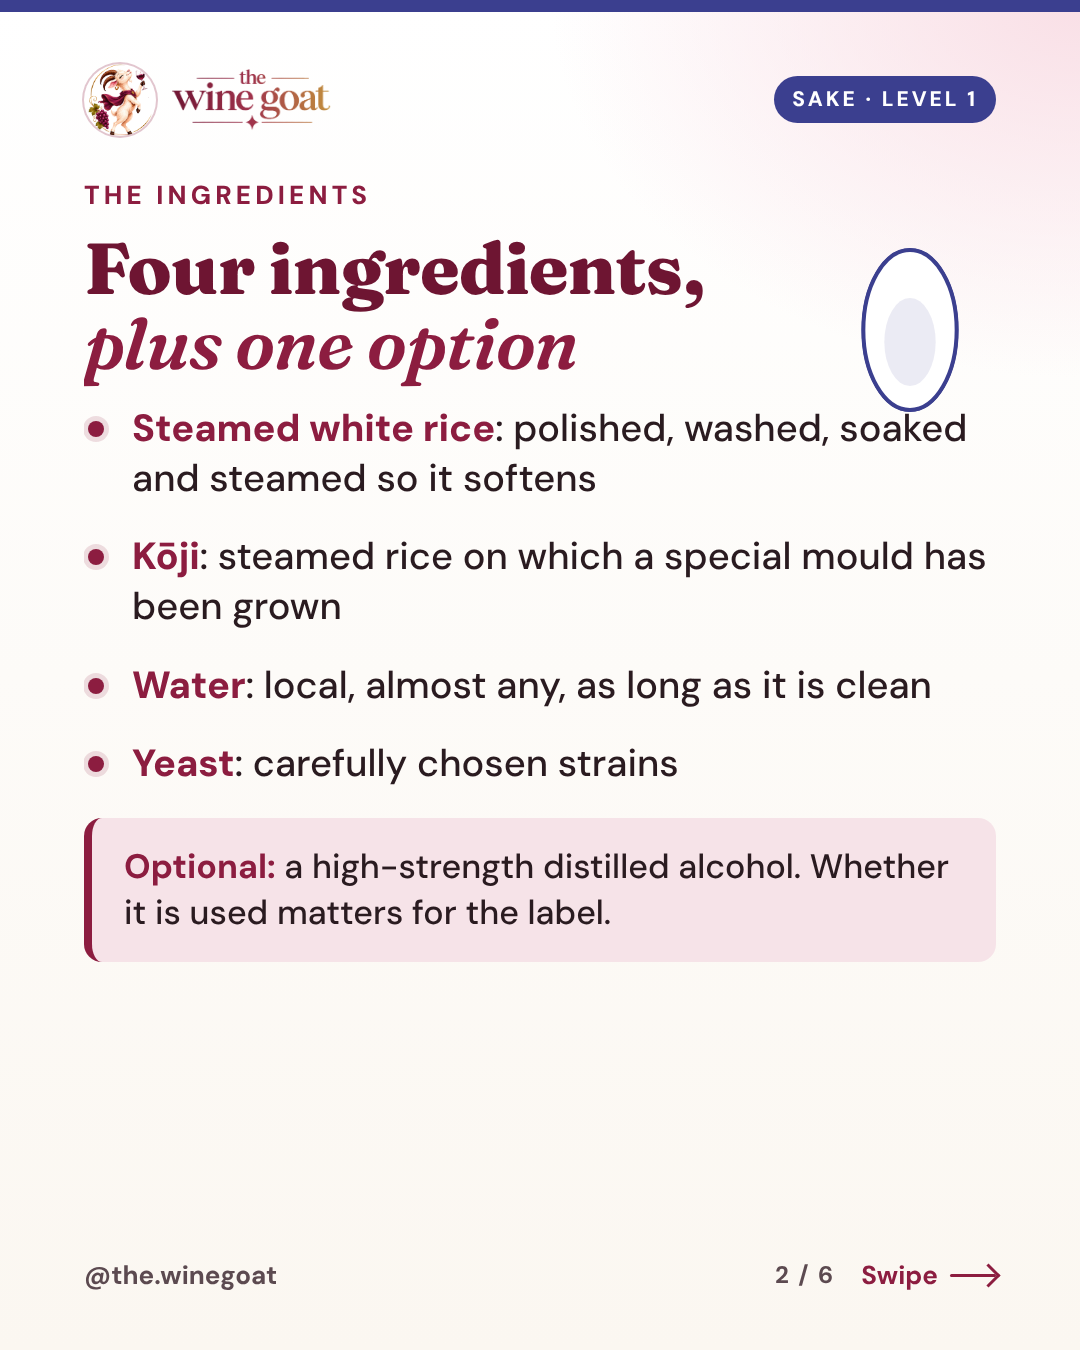 the
wine goat
SAKE · LEVEL 1
THE INGREDIENTS
Four ingredients,
plus one option
Steamed white rice: polished, washed, soaked
and steamed so it softens
Kōji: steamed rice on which a special mould has
been grown
Water: local, almost any, as long as it is clean
Yeast: carefully chosen strains
Optional: a high-strength distilled alcohol. Whether
it is used matters for the label.
@the.winegoat
2 / 6 Swipe